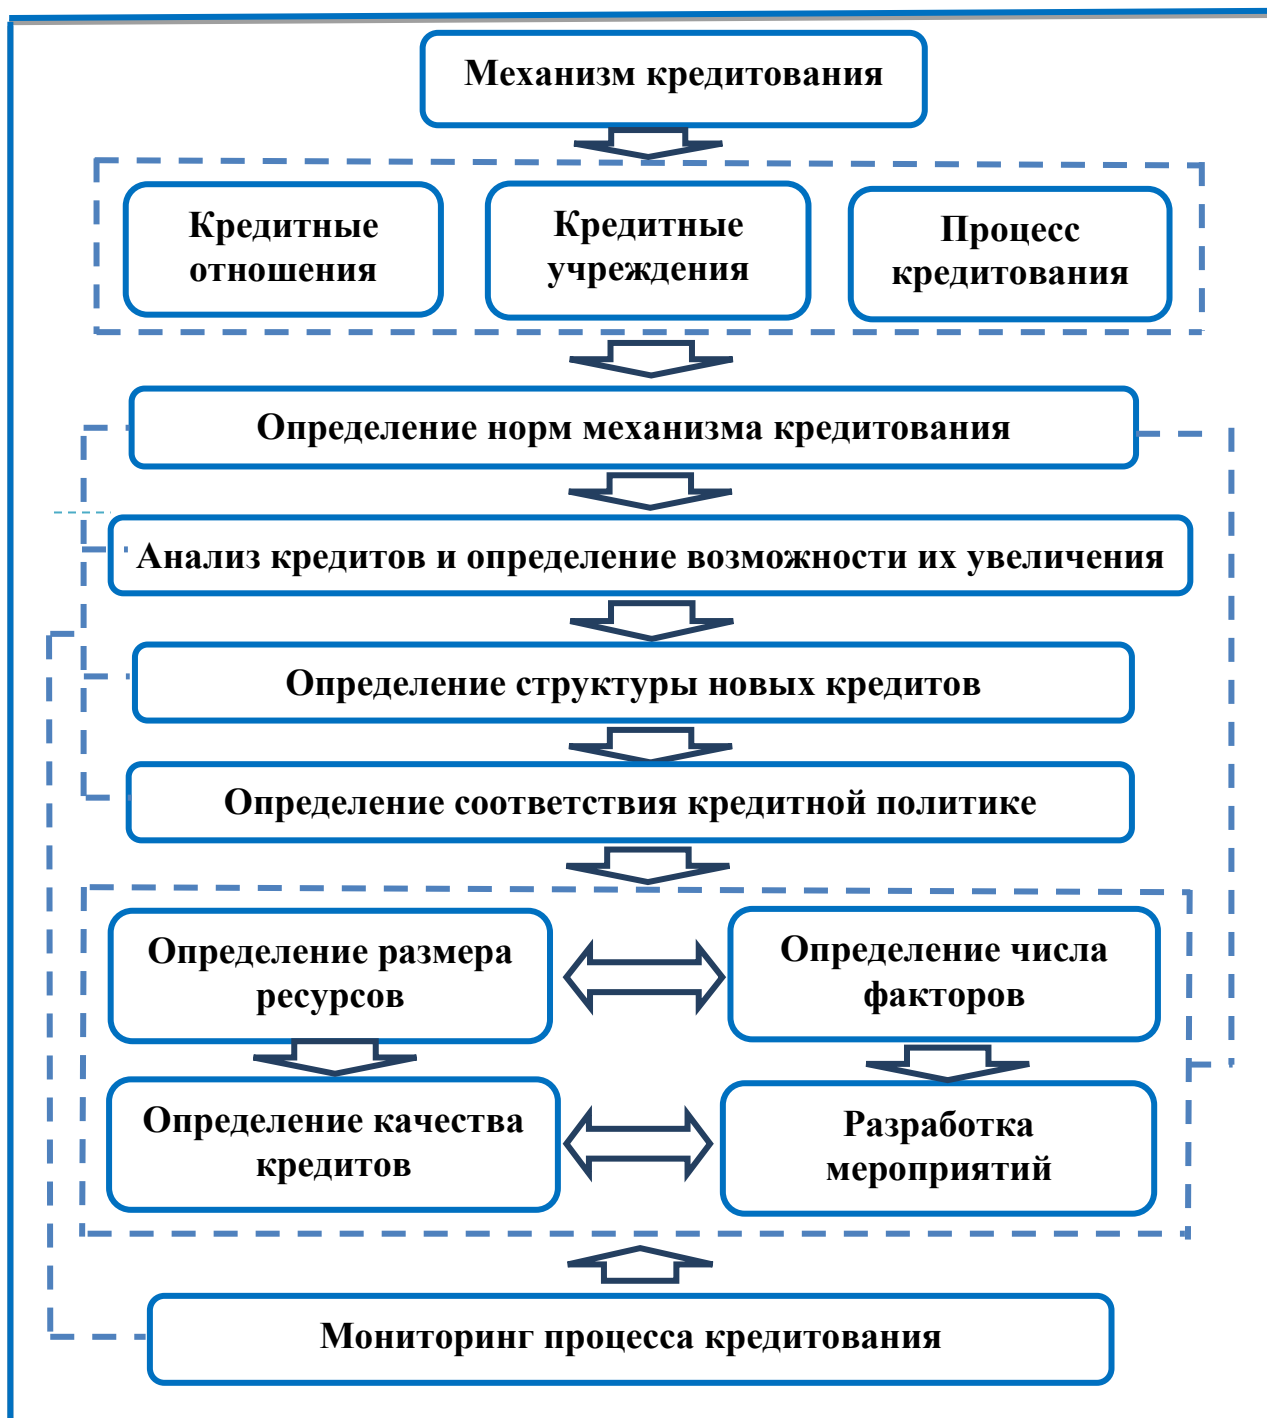 Механизм кредитования
Кредитные
отношения
Кредитные
учреждения
Процесс
кредитования
Определение норм механизма кредитования
Анализ кредитов и определение возможности их увеличения
Определение структуры новых кредитов
Определение соответствия кредитной политике
Определение размера
ресурсов
Определение числа
факторов
Определение качества
кредитов
Разработка
мероприятий
Мониторинг процесса кредитования